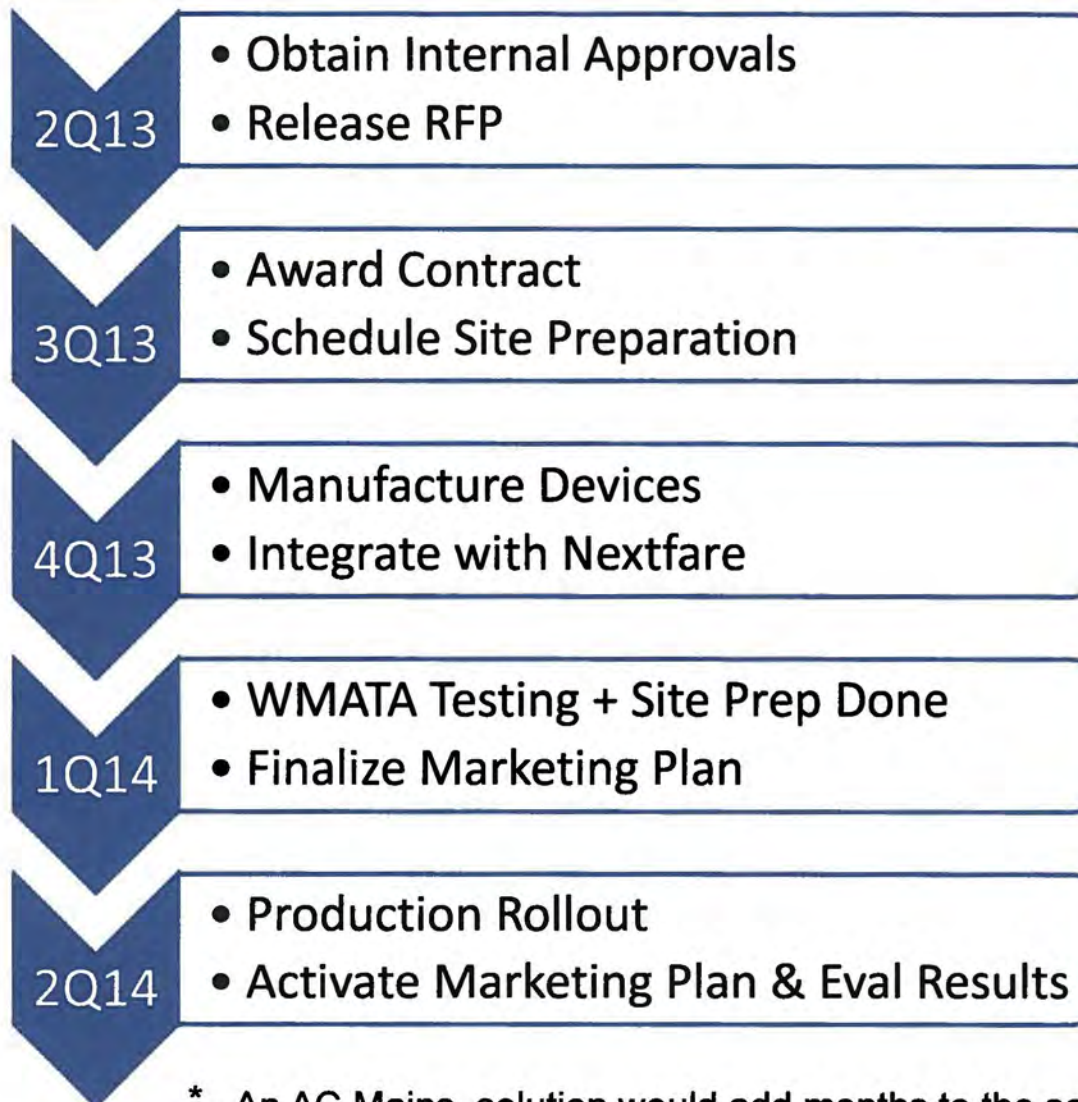 2Q13
• Obtain Internal Approvals
• Release RFP
3Q13
• Award Contract
• Schedule Site Preparation
4Q13
• Manufacture Devices
• Integrate with Nextfare
1Q14
• WMATA Testing + Site Prep Done
• Finalize Marketing Plan
2Q14
• Production Rollout
• Activate Marketing Plan & Eval Results
* An AC Mains solution would add months to the